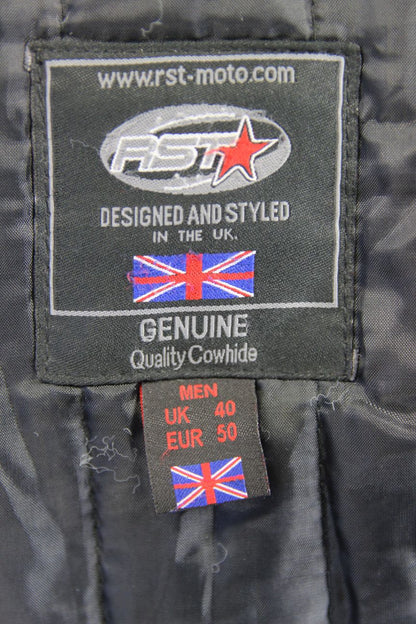 www.rst-moto.com
RST
DESIGNED AND STYLED
IN THE UK.
GENUINE
Quality Cowhide
MEN
UK 40
EUR 50